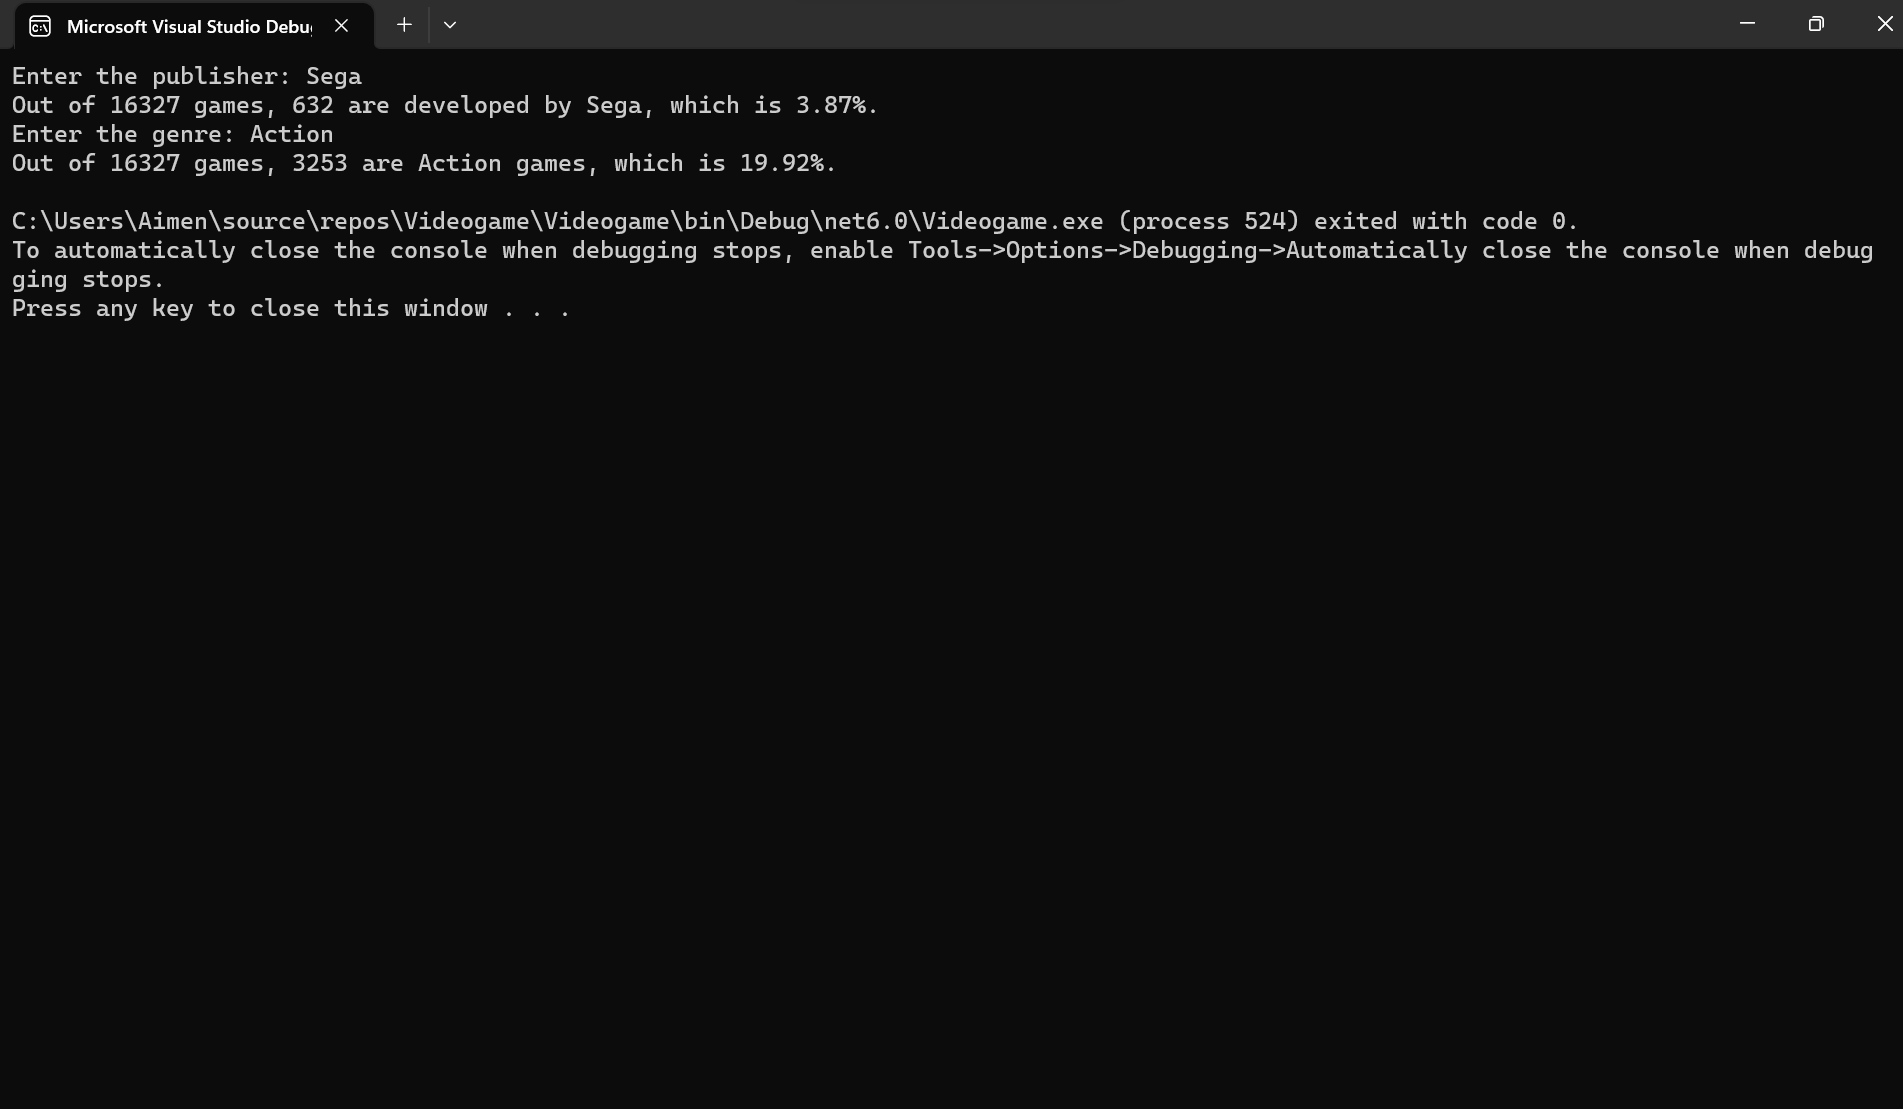 Microsoft Visual Studio Debu
Enter the publisher: Sega
Out of 16327 games, 632 are developed by Sega, which is 3.87%.
Enter the genre: Action
Out of 16327 games, 3253 are Action games, which is 19.92%.
C:\Users\Aimen\source\repos\Videogame\Videogame\bin\Debug\net6.0\Videogame.exe (process 524) exited with code 0.
To automatically close the console when debugging stops, enable Tools->Options->Debugging->Automatically close the console when debug
ging stops.
Press any key to close this window . . .